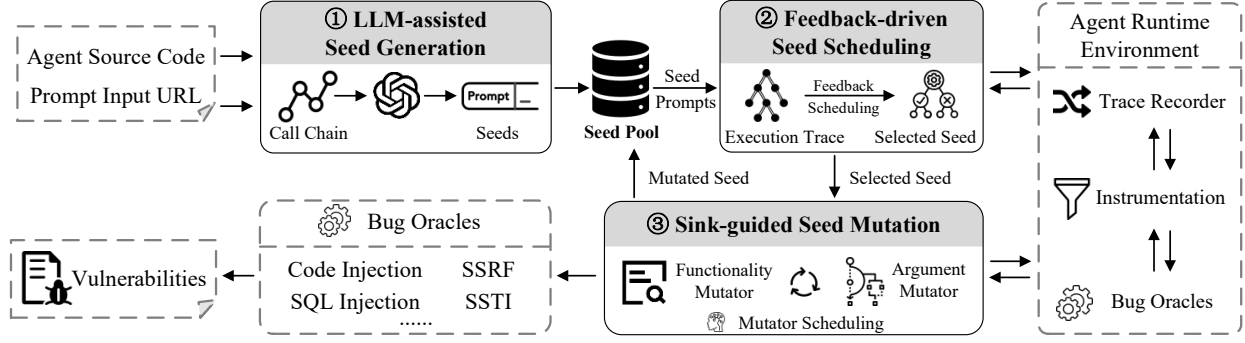 Agent Source Code
Prompt Input URL
① LLM-assisted
Seed Generation
Call Chain
Prompt
Seeds
Seed Pool
Seed
Prompts
② Feedback-driven
Seed Scheduling
Execution Trace
Feedback
Scheduling
Selected Seed
Agent Runtime
Environment
Trace Recorder
Instrumentation
Bug Oracles
Mutated Seed
Selected Seed
③ Sink-guided Seed Mutation
Functionality
Mutator
Argument
Mutator
Mutator Scheduling
Bug Oracles
Code Injection
SSRF
SQL Injection
SSTI
......
Vulnerabilities